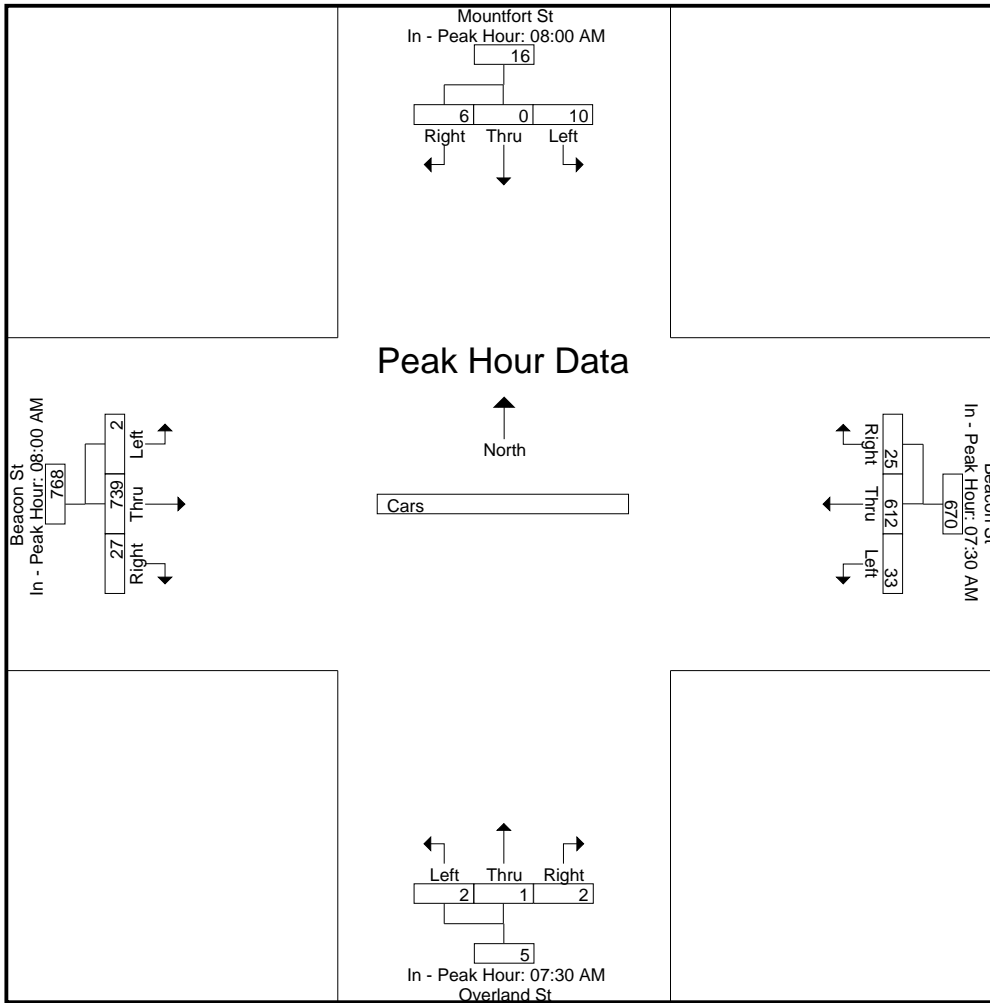 Mountfort St
In - Peak Hour: 08:00 AM
16
6 0 10
Right Thru Left
Peak Hour Data
North
Cars
Beacon St
In - Peak Hour: 08:00 AM
768
2 739 27
Left Thru Right
Beacon St
In - Peak Hour: 07:30 AM
670
25 612 33
Right Thru Left
Left Thru Right
2 1 2
5
In - Peak Hour: 07:30 AM
Overland St